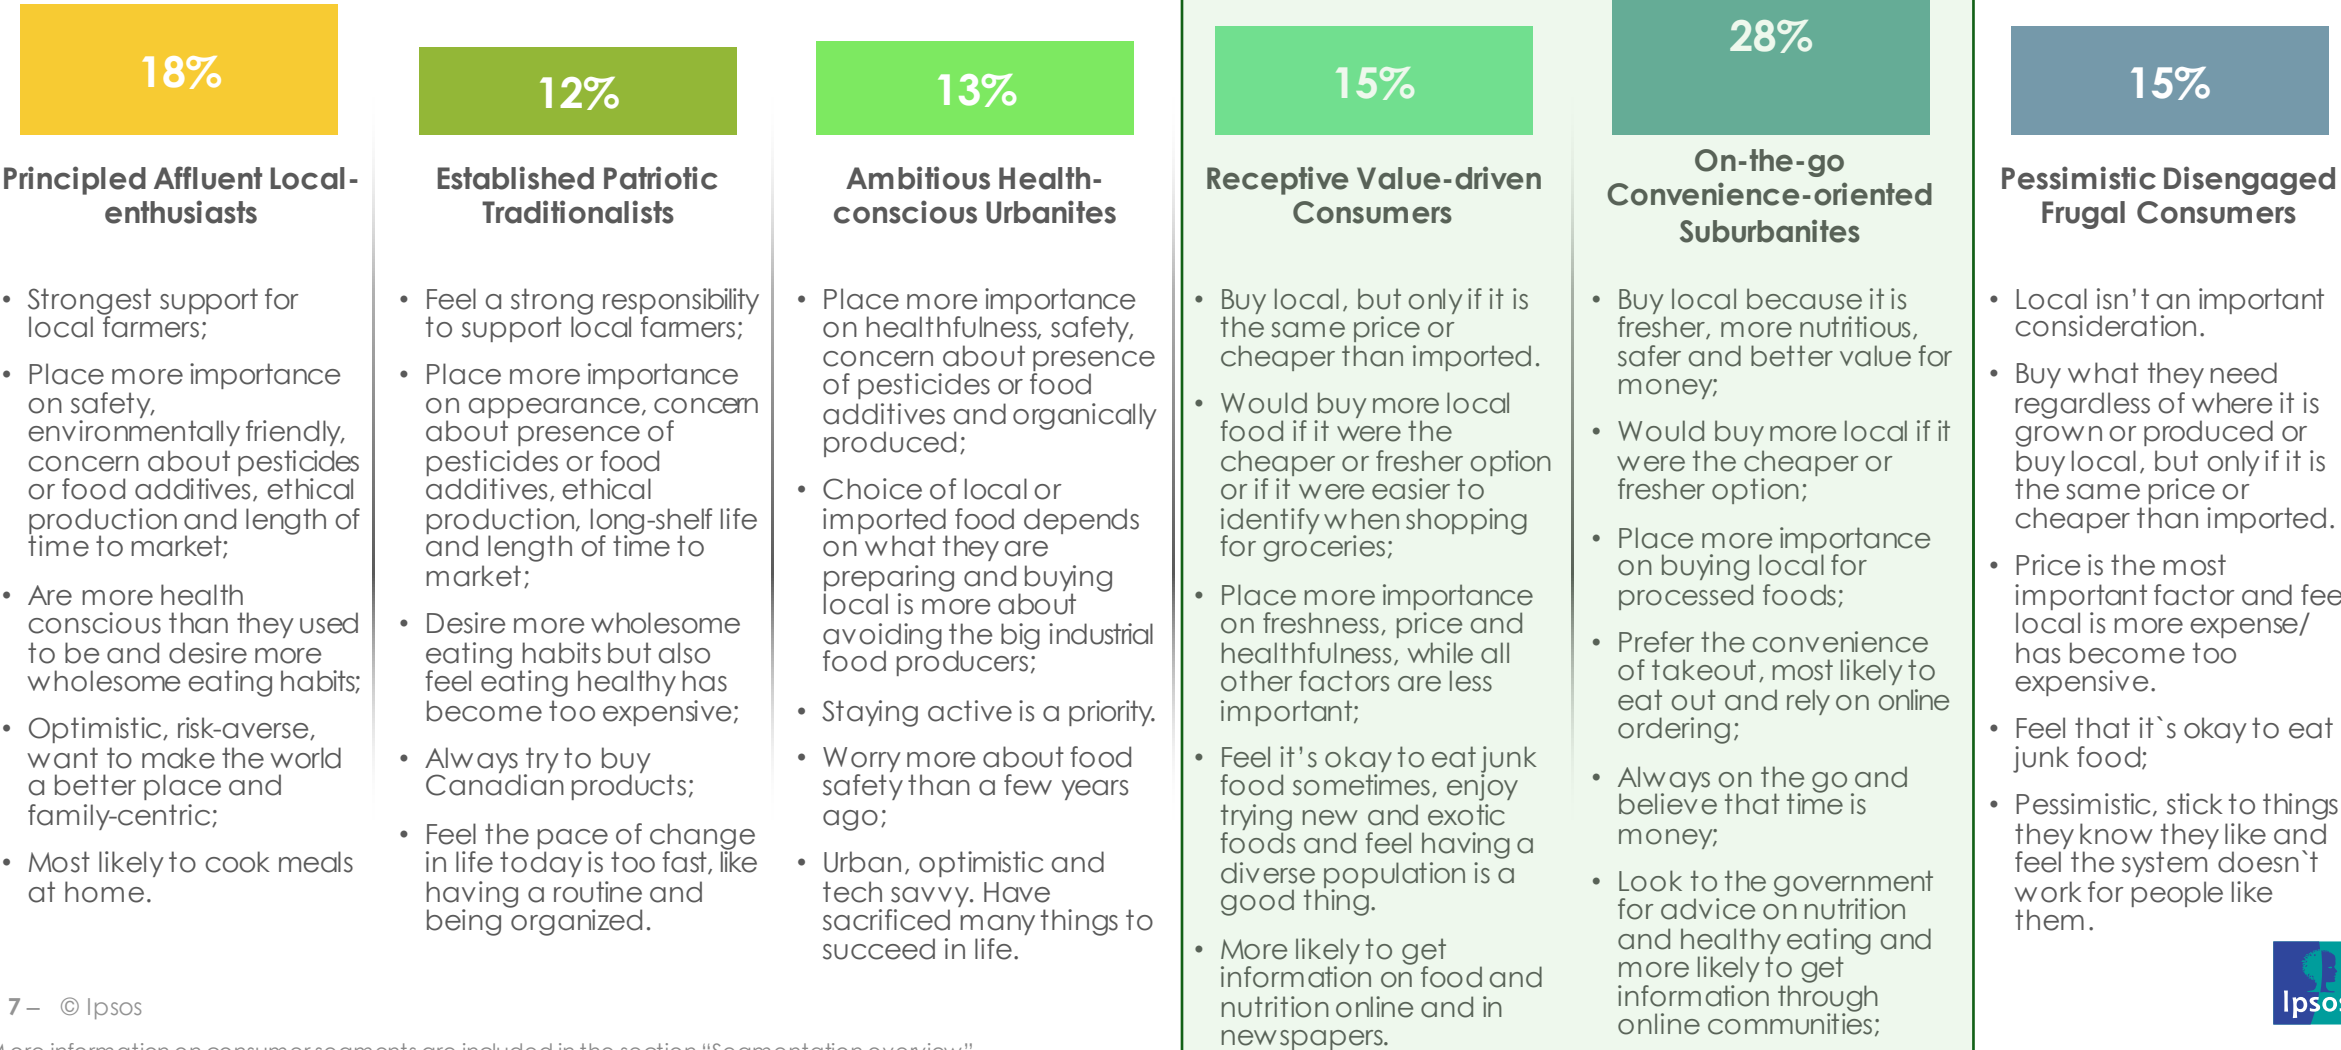 18%
Principled Affluent Local-
enthusiasts
• Strongest support for
local farmers;
• Place more importance
on safety,
environmentally friendly,
concern about pesticides
or food additives, ethical
production and length of
time to market;
• Are more health
conscious than they used
to be and desire more
wholesome eating habits;
• Optimistic, risk-averse,
want to make the world
a better place and
family-centric;
• Most likely to cook meals
at home.
12%
Established Patriotic
Traditionalists
• Feel a strong responsibility
to support local farmers;
• Place more importance
on appearance, concern
about presence of
pesticides or food
additives, ethical
production, long-shelf life
and length of time to
market;
• Desire more wholesome
eating habits but also
feel eating healthy has
become too expensive;
• Always try to buy
Canadian products;
• Feel the pace of change
in life today is too fast, like
having a routine and
being organized.
13%
Ambitious Health-
conscious Urbanites
• Place more importance
on healthfulness, safety,
concern about presence
of pesticides or food
additives and organically
produced;
• Choice of local or
imported food depends
on what they are
preparing and buying
local is more about
avoiding the big industrial
food producers;
• Staying active is a priority.
• Worry more about food
safety than a few years
ago;
• Urban, optimistic and
tech savvy. Have
sacrificed many things to
succeed in life.
15%
Receptive Value-driven
Consumers
• Buy local, but only if it is
the same price or
cheaper than imported.
• Would buy more local
food if it were the
cheaper or fresher option
or if it were easier to
identify when shopping
for groceries;
• Place more importance
on freshness, price and
healthfulness, while all
other factors are less
important;
• Feel it's okay to eat junk
food sometimes, enjoy
trying new and exotic
foods and feel having a
diverse population is a
good thing.
• More likely to get
information on food and
nutrition online and in
newspapers.
28%
On-the-go
Convenience-oriented
Suburbanites
• Buy local because it is
fresher, more nutritious,
safer and better value for
money;
• Would buy more local if it
were the cheaper or
fresher option;
• Place more importance
on buying local for
processed foods;
• Prefer the convenience
of takeout, most likely to
eat out and rely on online
ordering;
• Always on the go and
believe that time is
money;
• Look to the government
for advice on nutrition
and healthy eating and
more likely to get
information through
online communities;
15%
Pessimistic Disengaged
Frugal Consumers
• Local isn't an important
consideration.
• Buy what they need
regardless of where it is
grown or produced or
buy local, but only if it is
the same price or
cheaper than imported.
• Price is the most
important factor and fee
local is more expense/
has become too
expensive.
• Feel that it`s okay to eat
junk food;
• Pessimistic, stick to things
they know they like and
feel the system doesn`t
work for people like
them.
7 – © Ipsos
More information on consumer segments are included in the section "Segmentation overview"
Ipsos